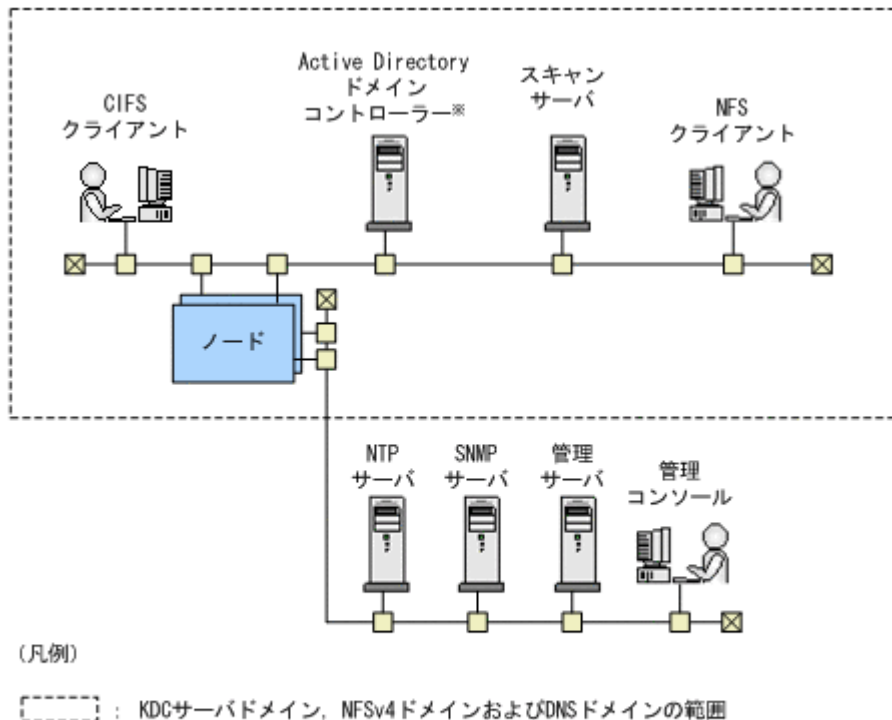 Active Directory
ドメイン
コントローラー※
スキャン
サーバ
CIFS
クライアント
NFS
クライアント
ノード
NTP
サーバ
SNMP
サーバ
管理
サーバ
管理
コンソール
(凡例)
: KDCサーバドメイン, NFSv4ドメインおよびDNSドメインの範囲